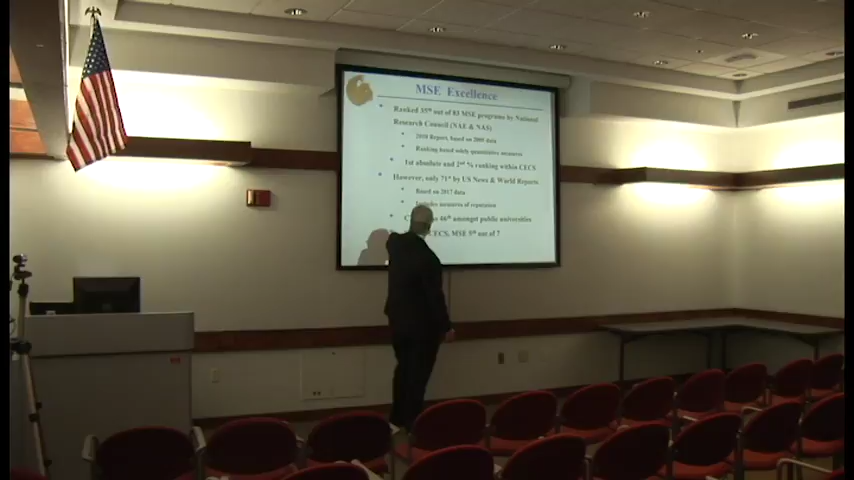 MSE Excellence
Ranked 35th out of 83 MSE programs by National
Research Council (NAE & NAS)
2010 Report, based on 2005 data
Ranking based solely quantitative measures
1st absolute and 2nd % ranking within CECS
However, only 71st by US News & World Reports
Based on 2017 data
Includes measures of reputation
46th amongst public universities
CECS, MSE 5th out of 7